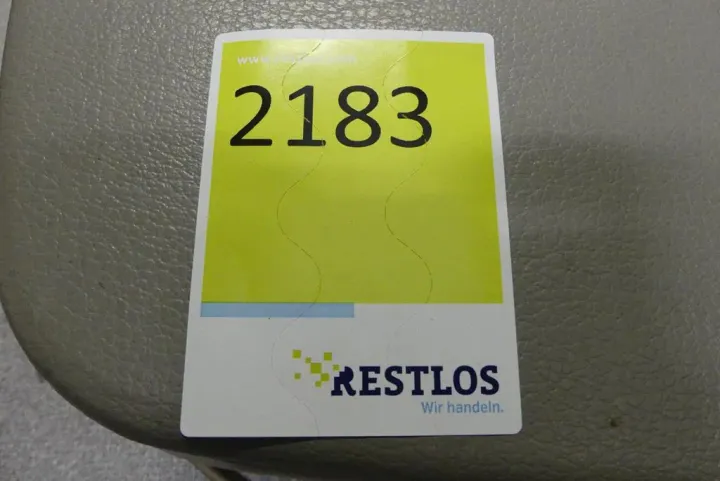 2183
RESTLOS
Wir handeln.